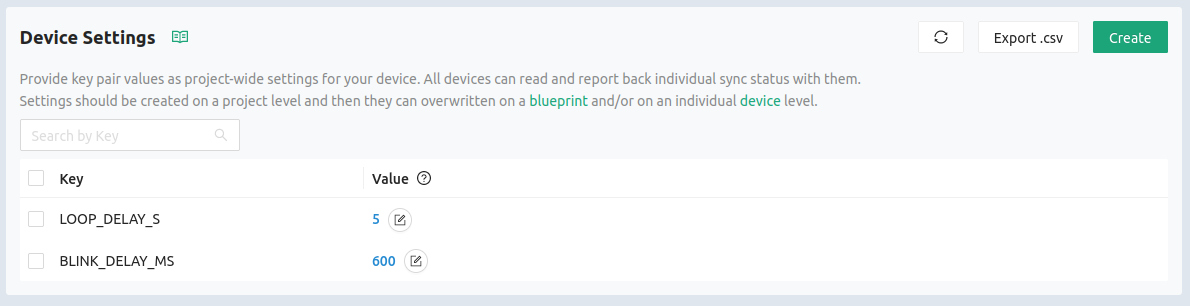 Device Settings
Export .csv
Create
Provide key pair values as project-wide settings for your device. All devices can read and report back individual sync status with them.
Settings should be created on a project level and then they can overwritten on a blueprint and/or on an individual device level.
Search by Key
Key Value ?
LOOP_DELAY_S 5
BLINK_DELAY_MS 600